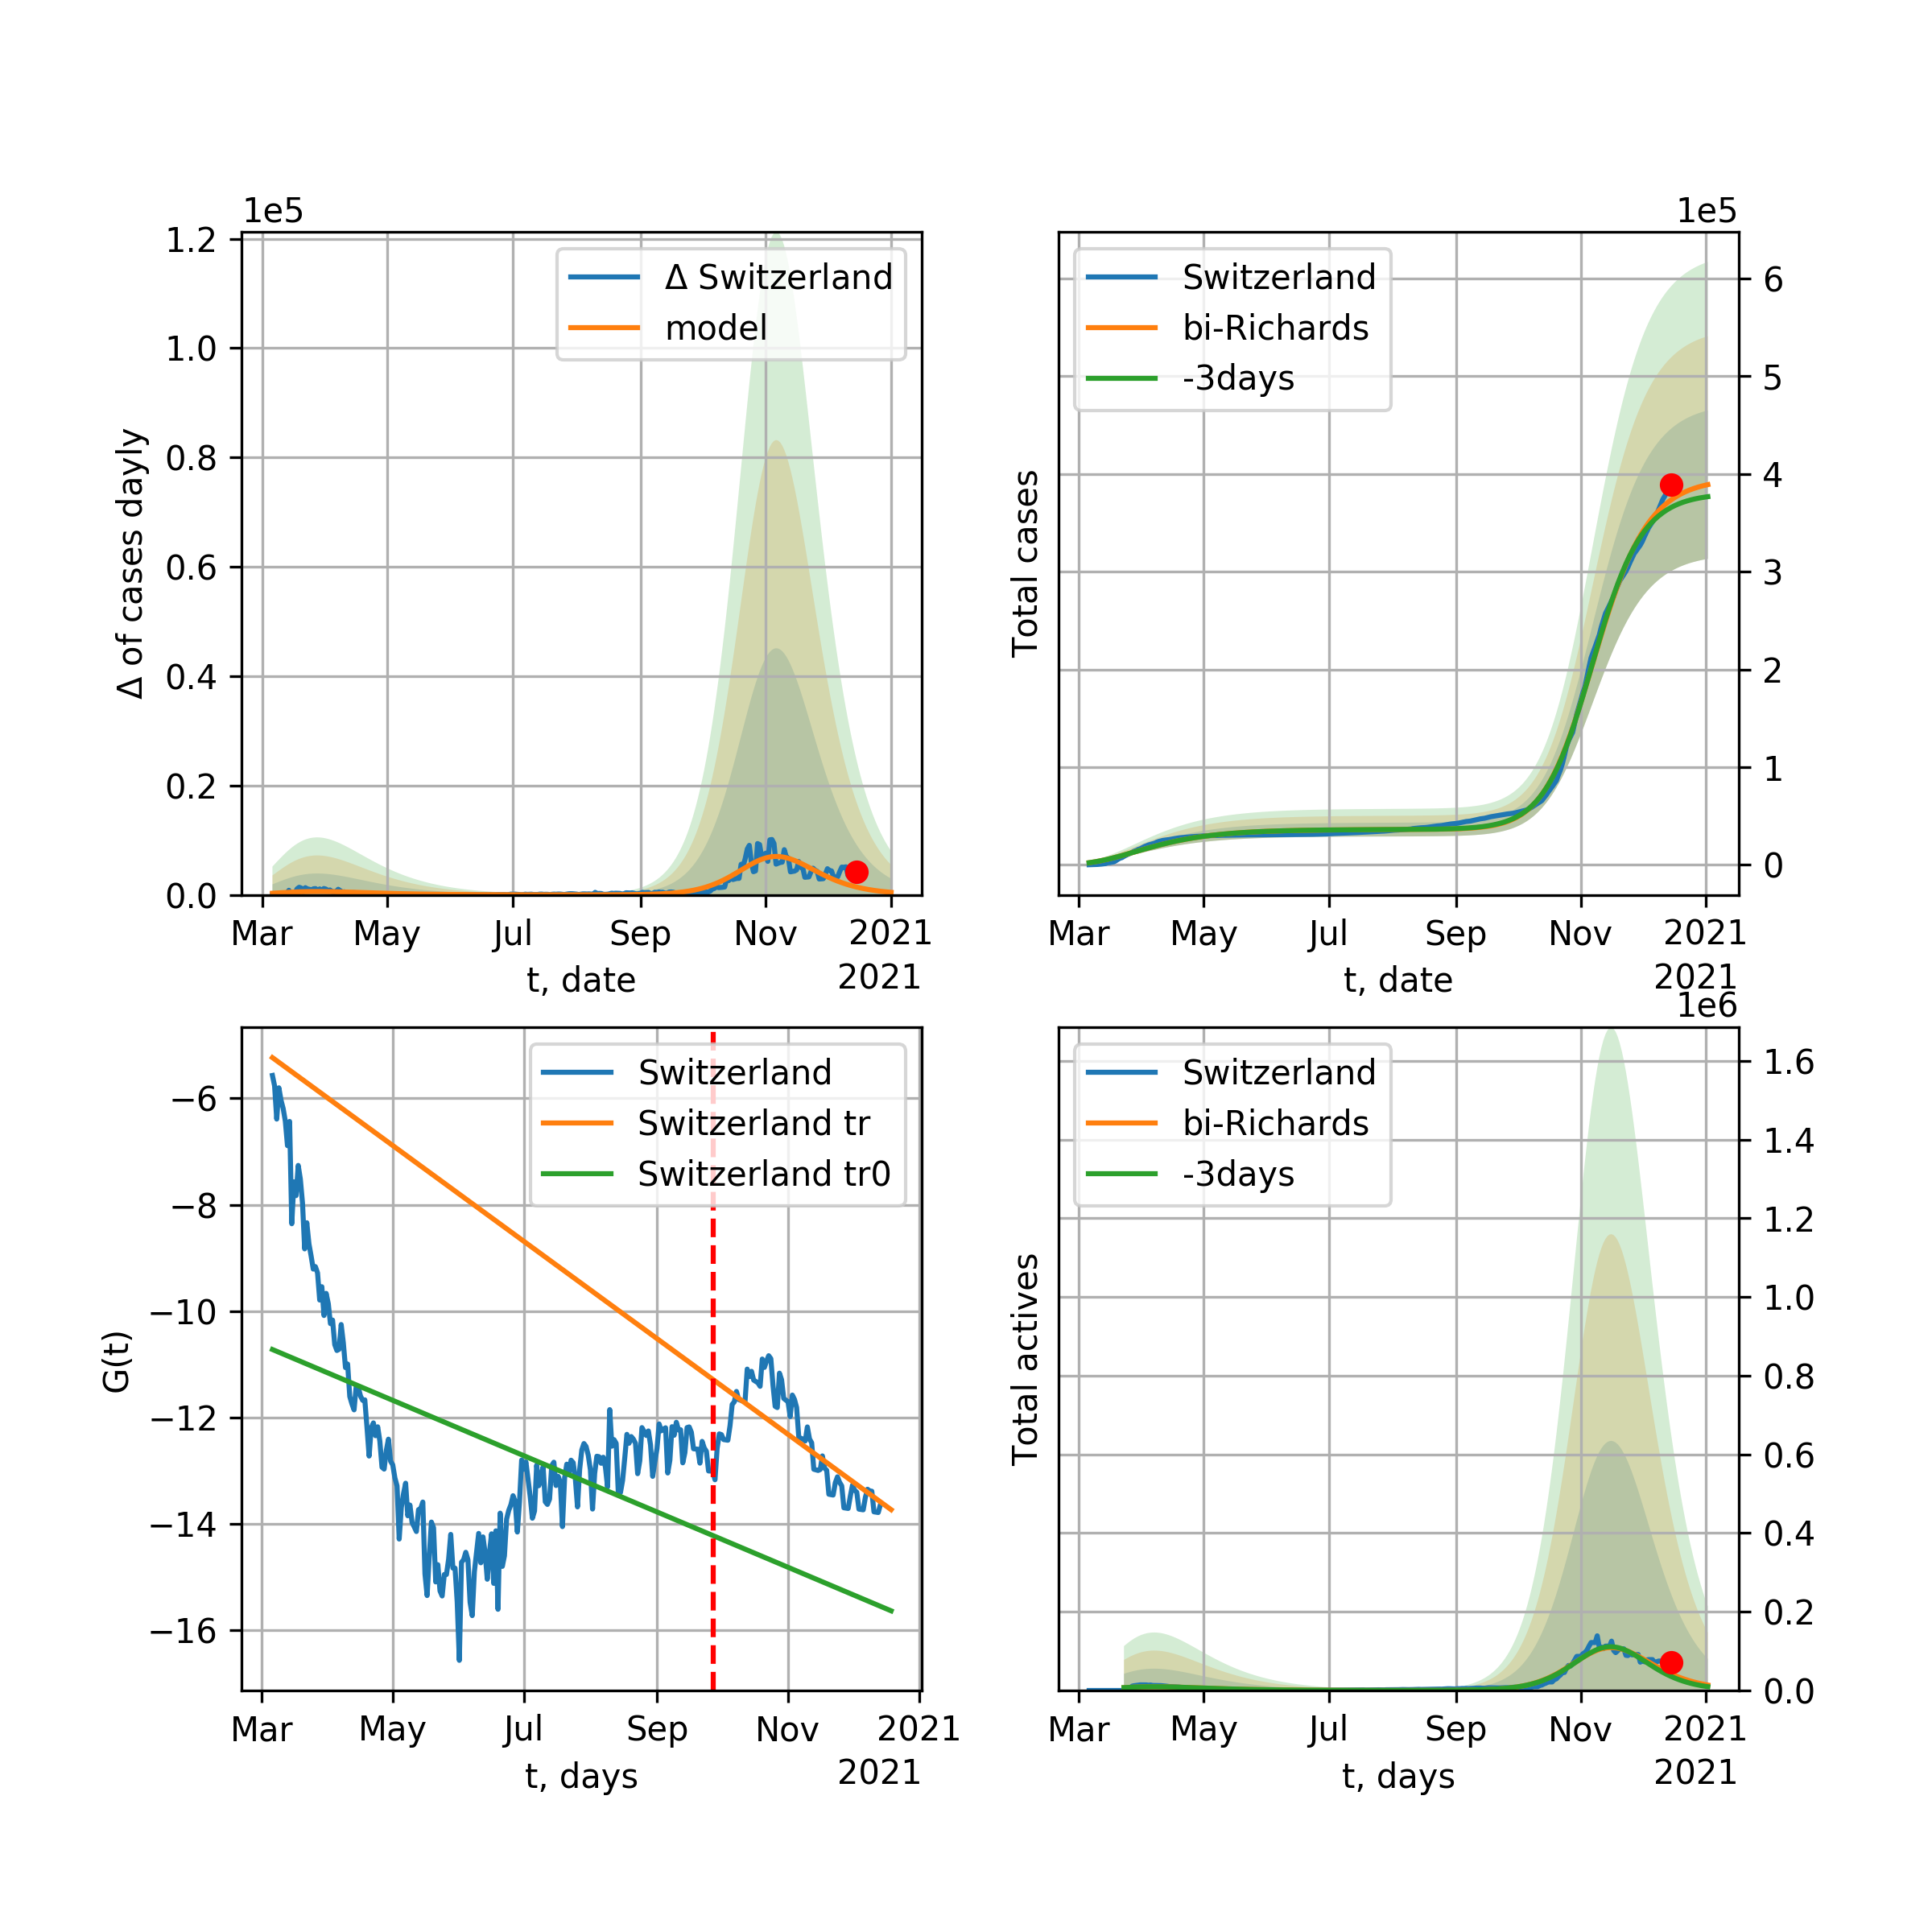 1e5
1.2
1.0
0.8
0.6
0.4
0.2
0.0
Δ of cases dayly
Δ Switzerland
model
Mar May Jul Sep Nov 2021
t, date
2021
1e5
Switzerland
bi-Richards
-3days
6
5
4
3
2
1
0
Total cases
Mar May Jul Sep Nov 2021
t, date
2021
−6
−8
−10
−12
−14
−16
G(t)
Switzerland
Switzerland tr
Switzerland tr0
Mar May Jul Sep Nov 2021
t, days
2021
1e6
Switzerland
bi-Richards
-3days
1.6
1.4
1.2
1.0
0.8
0.6
0.4
0.2
0.0
Total actives
Mar May Jul Sep Nov 2021
t, days
2021